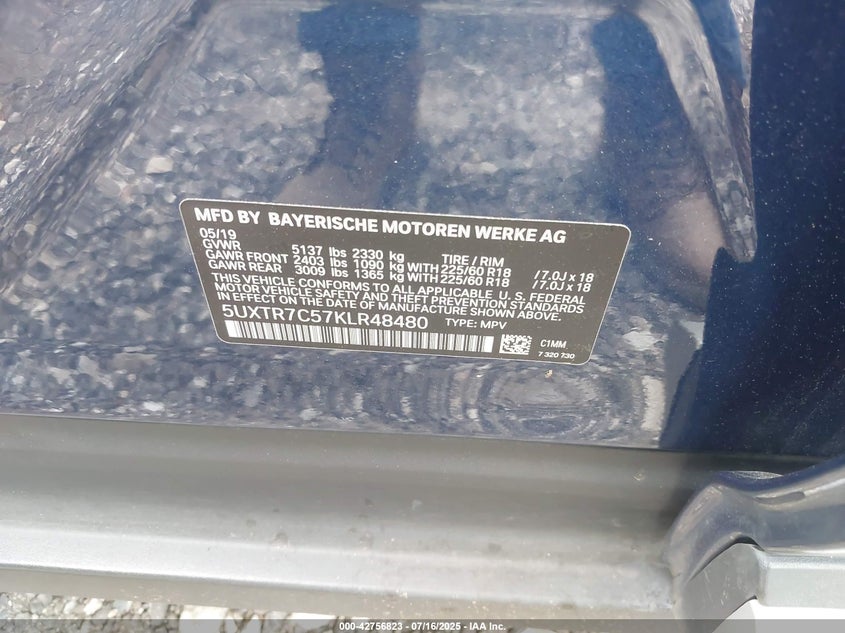 MFD BY BAYERISCHE MOTOREN WERKE AG
05/19
GVWR 5137 lbs 2330 kg TIRE / RIM
GAWR FRONT 2403 lbs 1090 kg WITH 225/60 R18 / 7.0J x 18
GAWR REAR 3009 lbs 1365 kg WITH 225/60 R18 / 7.0J x 18
THIS VEHICLE CONFORMS TO ALL APPLICABLE U.S. FEDERAL
MOTOR VEHICLE SAFETY AND THEFT PREVENTION STANDARDS
IN EFFECT ON THE DATE OF MANUFACTURE SHOWN ABOVE.
5UXTR7C57KLR48480 TYPE: MPV
C1MM
7 320 730
000-42756823 - 07/16/2025 - IAA Inc.